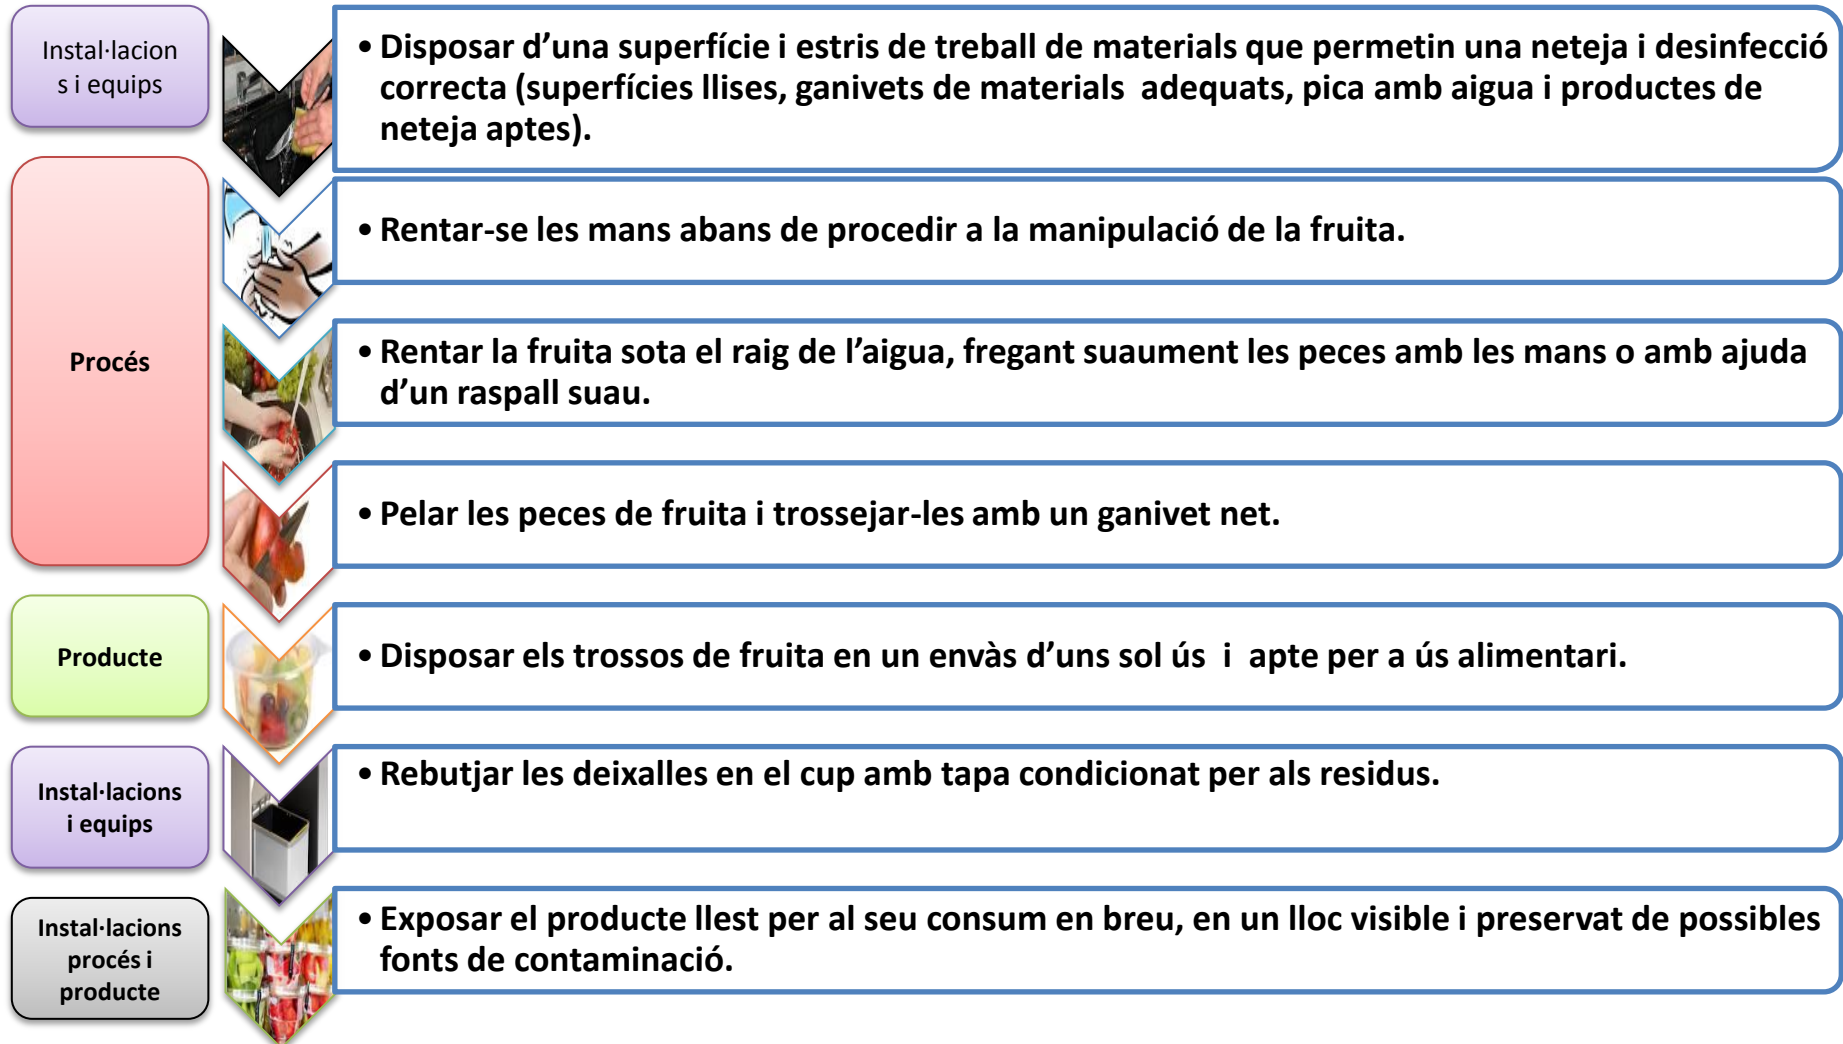 Instal·lacion
s i equips
• Disposar d’una superfície i estris de treball de materials que permetin una neteja i desinfecció
correcta (superfícies llises, ganivets de materials  adequats, pica amb aigua i productes de
neteja aptes).
Procés
• Rentar-se les mans abans de procedir a la manipulació de la fruita.
• Rentar la fruita sota el raig de l’aigua, fregant suaument les peces amb les mans o amb ajuda
d’un raspall suau.
• Pelar les peces de fruita i trossejar-les amb un ganivet net.
Producte
• Disposar els trossos de fruita en un envàs d’uns sol ús  i  apte per a ús alimentari.
Instal·lacions
i equips
• Rebutjar les deixalles en el cup amb tapa condicionat per als residus.
Instal·lacions
procés i
producte
• Exposar el producte llest per al seu consum en breu, en un lloc visible i preservat de possibles
fonts de contaminació.